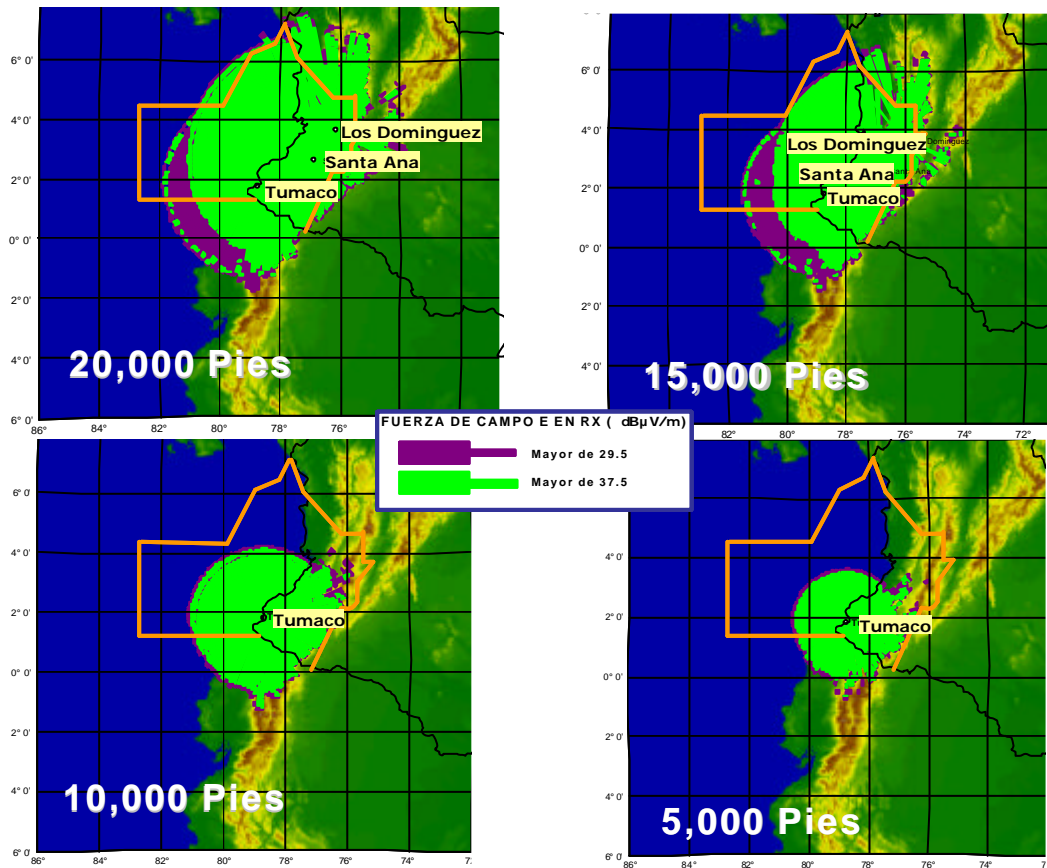 6° 0'
4° 0'
Los Dominguez
Santa Ana
2° 0'
Tumaco
0° 0'
2° 0'
4° 0'
20,000 Pies
6° 0'
86° 84° 82° 80°
6° 0'
4° 0'
Los Dominguez
Dominguez
Santa Ana
2° 0'
Tumaco
0° 0'
2° 0'
4° 0'
15,000 Pies
82° 80° 78° 76° 74° 72°
FUERZA DE CAMPO E EN RX ( dBµV/m)
Mayor de 29.5
Mayor de 37.5
6° 0'
4° 0'
2° 0'
Tumaco
0° 0'
2° 0'
4° 0'
10,000 Pies
6° 0'
86° 84° 82° 80° 78° 76° 74°
4° 0'
2° 0'
Tumaco
0° 0'
2° 0'
4° 0'
5,000 Pies
6° 0'
86° 84° 82° 80° 78° 76° 74°